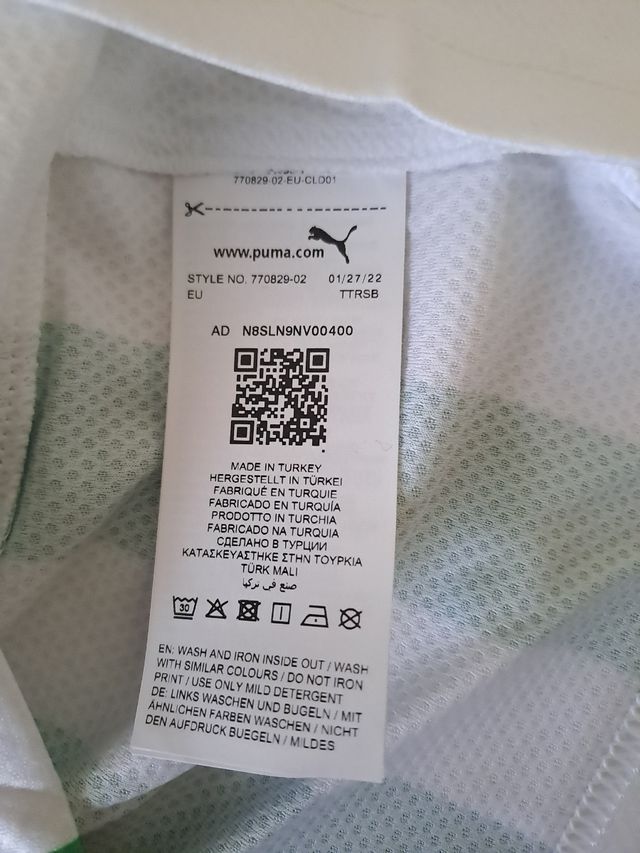 770829-02-EU-CLO01
www.puma.com
STYLE NO. 770829-02 01/27/22
EU TTRSB
AD N8SLN9NV00400
MADE IN TURKEY
HERGESTELLT IN TÜRKEI
FABRIQUÉ EN TURQUIE
FABRICADO EN TURQUÍA
PRODOTTO IN TURCHIA
FABRICADO NA TURQUIA
СДЕЛАНО В ТУРЦИИ
ΚΑΤΑΣΚΕΥΑΣΤΗΚΕ ΣΤΗΝ ΤΟΥΡΚΙΑ
TÜRK MALI
صنع في تركيا
30
EN: WASH AND IRON INSIDE OUT / WASH
WITH SIMILAR COLOURS / DO NOT IRON
PRINT / USE ONLY MILD DETERGENT
DE: LINKS WASCHEN UND BUGELN / MIT
ÄHNLICHEN FARBEN WASCHEN / NICHT
DEN AUFDRUCK BUEGELN / MILDES